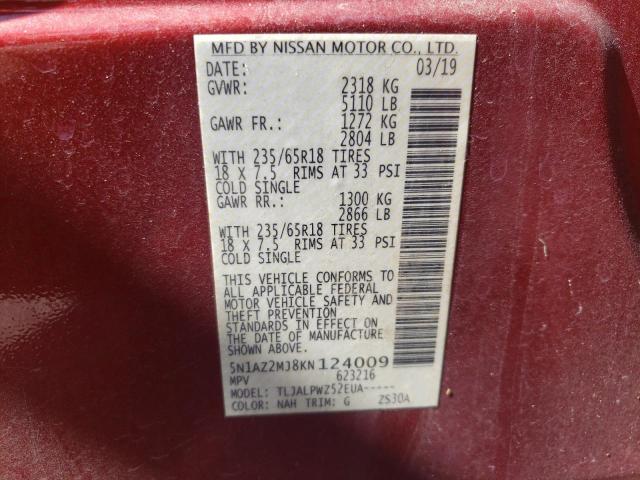 MFD BY NISSAN MOTOR CO., LTD.
DATE: 03/19
GVWR: 2318 KG
5110 LB
GAWR FR.: 1272 KG
2804 LB
WITH 235/65R18 TIRES
18 X 7.5 RIMS AT 33 PSI
COLD SINGLE
GAWR RR.: 1300 KG
2866 LB
WITH 235/65R18 TIRES
18 X 7.5 RIMS AT 33 PSI
COLD SINGLE
THIS VEHICLE CONFORMS TO
ALL APPLICABLE FEDERAL
MOTOR VEHICLE SAFETY AND
THEFT PREVENTION
STANDARDS IN EFFECT ON
THE DATE OF MANUFACTURE
5N1AZ2MJ8KN124009
MPV 623216
MODEL: TLJALPWZ52EUA-----
COLOR: NAH TRIM: G ZS30A